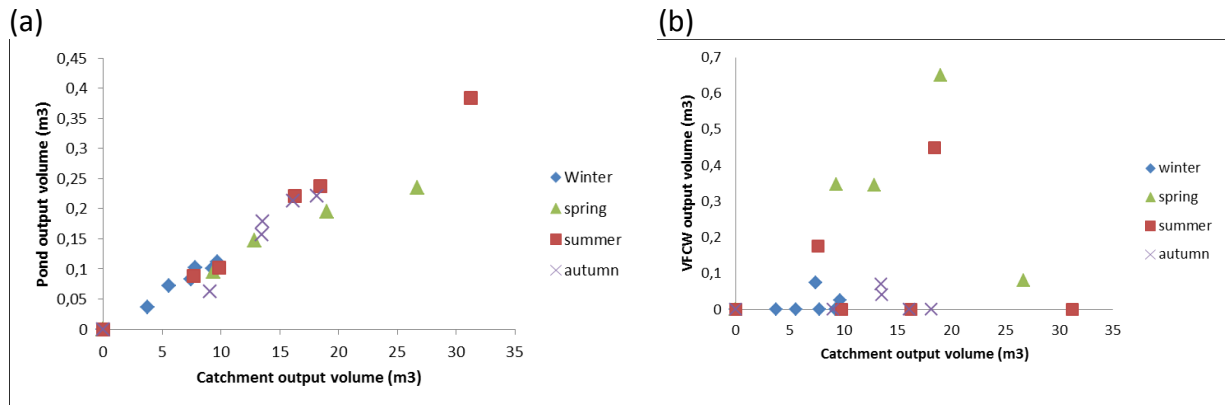 (a)
0,45
0,4
0,35
0,3
0,25
0,2
0,15
0,1
0,05
0
Pond output volume (m3)
0 5 10 15 20 25 30 35
Catchment output volume (m3)
Winter
spring
summer
autumn
(b)
0,7
0,6
0,5
0,4
0,3
0,2
0,1
0
VFCW output volume (m3)
0 5 10 15 20 25 30 35
Catchment output volume (m3)
winter
spring
summer
autumn